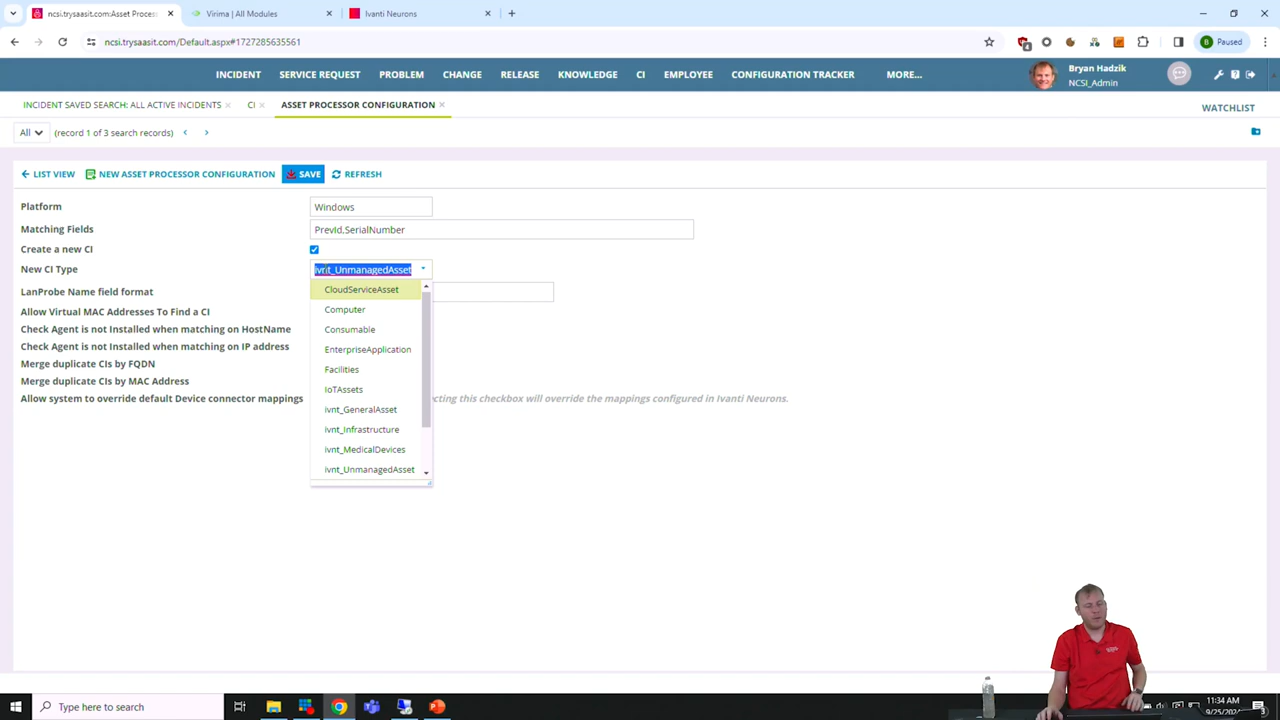 ncsi.trysaasit.com:Asset Process
Virima | All Modules
Ivanti Neurons
ncsi.trysaasit.com/Default.aspx#1727285635561
4
B Paused
INCIDENT SERVICE REQUEST PROBLEM CHANGE RELEASE KNOWLEDGE CI EMPLOYEE CONFIGURATION TRACKER MORE...
Bryan Hadzik
NCSI_Admin
INCIDENT SAVED SEARCH: ALL ACTIVE INCIDENTS CI ASSET PROCESSOR CONFIGURATION WATCHLIST
All (record 1 of 3 search records)
LIST VIEW NEW ASSET PROCESSOR CONFIGURATION SAVE REFRESH
Platform Windows
Matching Fields PrevId,SerialNumber
Create a new CI
New CI Type ivnt_UnmanagedAsset
CloudServiceAsset
LanProbe Name field format
Computer
Allow Virtual MAC Addresses To Find a CI
Check Agent is not Installed when matching on HostName Consumable
Check Agent is not Installed when matching on IP address EnterpriseApplication
Merge duplicate CIs by FQDN Facilities
Merge duplicate CIs by MAC Address IoTAssets
Allow system to override default Device connector mappings ecting this checkbox will override the mappings configured in Ivanti Neurons.
ivnt_GeneralAsset
ivnt_Infrastructure
ivnt_MedicalDevices
ivnt_UnmanagedAsset
Type here to search
11:34 AM